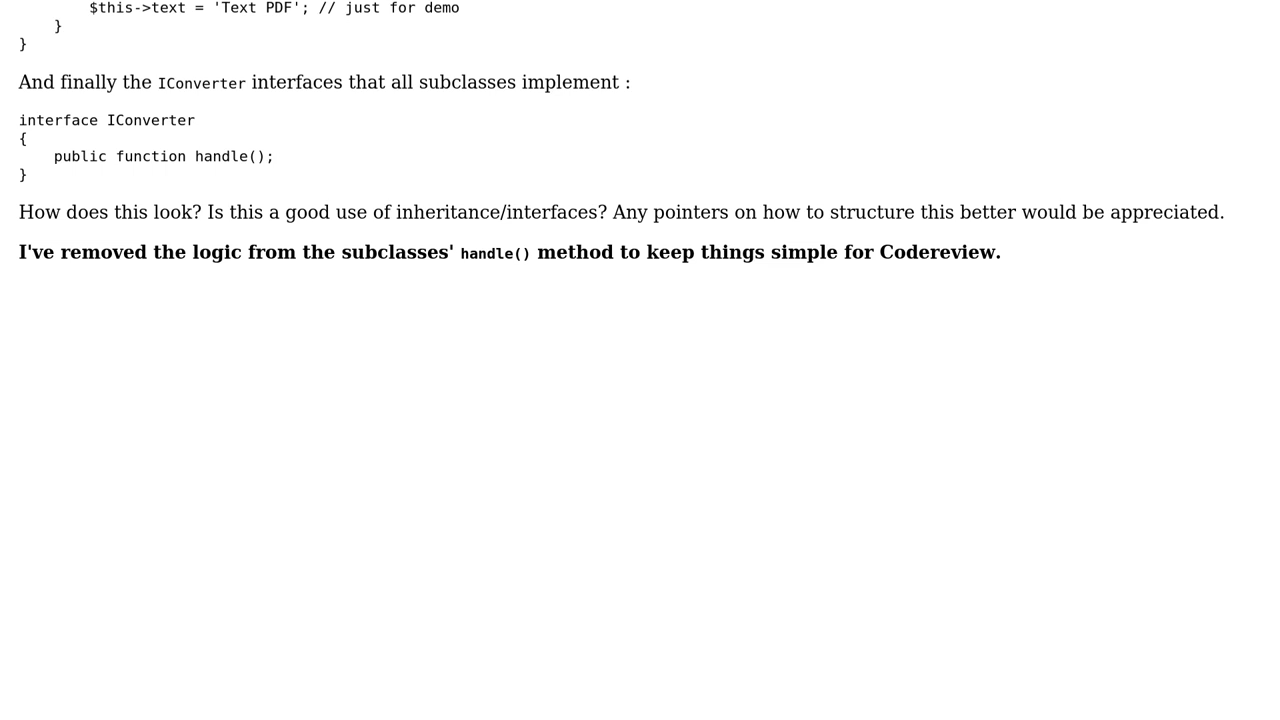 $this->text = 'Text PDF'; // just for demo
    }
}
And finally the IConverter interfaces that all subclasses implement :
interface IConverter
{
    public function handle();
}
How does this look? Is this a good use of inheritance/interfaces? Any pointers on how to structure this better would be appreciated.
I've removed the logic from the subclasses' handle() method to keep things simple for Codereview.